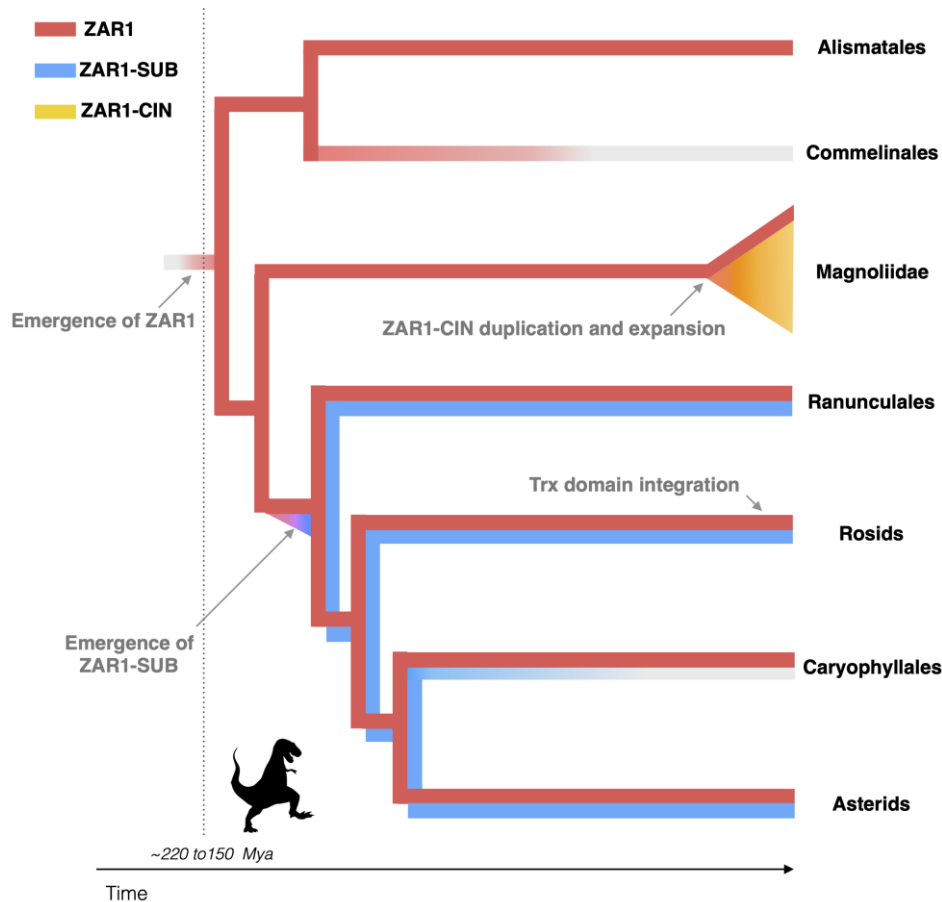 ZAR1
ZAR1-SUB
ZAR1-CIN
Alismatales
Commelinales
Emergence of ZAR1
Magnoliidae
ZAR1-CIN duplication and expansion
Ranunculales
Trx domain integration
Rosids
Emergence of
ZAR1-SUB
Caryophyllales
Asterids
~220 to150 Mya
Time